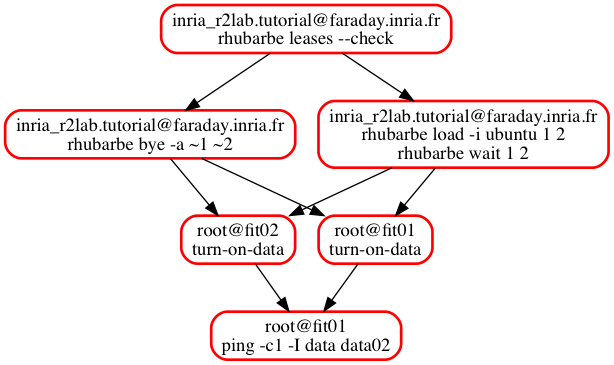 inria_r2lab.tutorial@faraday.inria.fr
rhubarbe leases --check
inria_r2lab.tutorial@faraday.inria.fr
rhubarbe bye -a ~1 ~2
inria_r2lab.tutorial@faraday.inria.fr
rhubarbe load -i ubuntu 1 2
rhubarbe wait 1 2
root@fit02
turn-on-data
root@fit01
turn-on-data
root@fit01
ping -c1 -I data data02